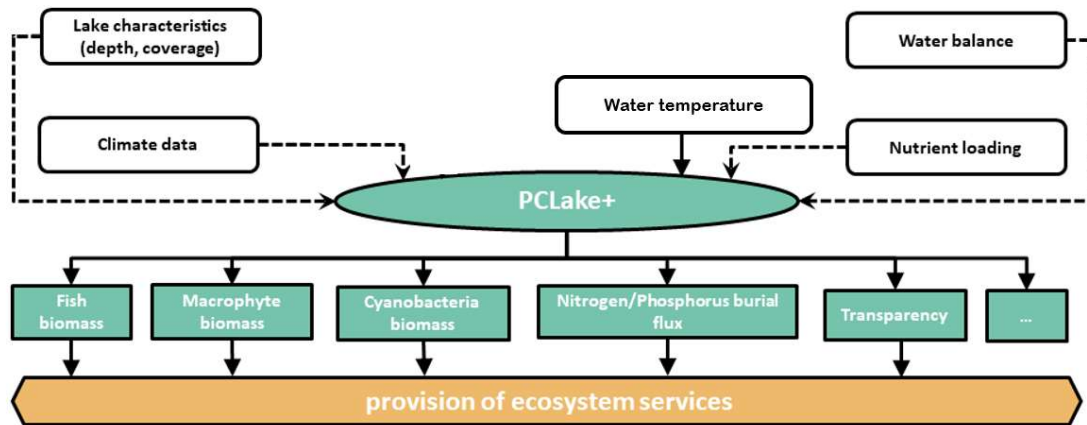 Lake characteristics
(depth, coverage)
Water balance
Water temperature
Climate data
Nutrient loading
PCLake+
Fish
biomass
Macrophyte
biomass
Cyanobacteria
biomass
Nitrogen/Phosphorus burial
flux
Transparency
...
provision of ecosystem services